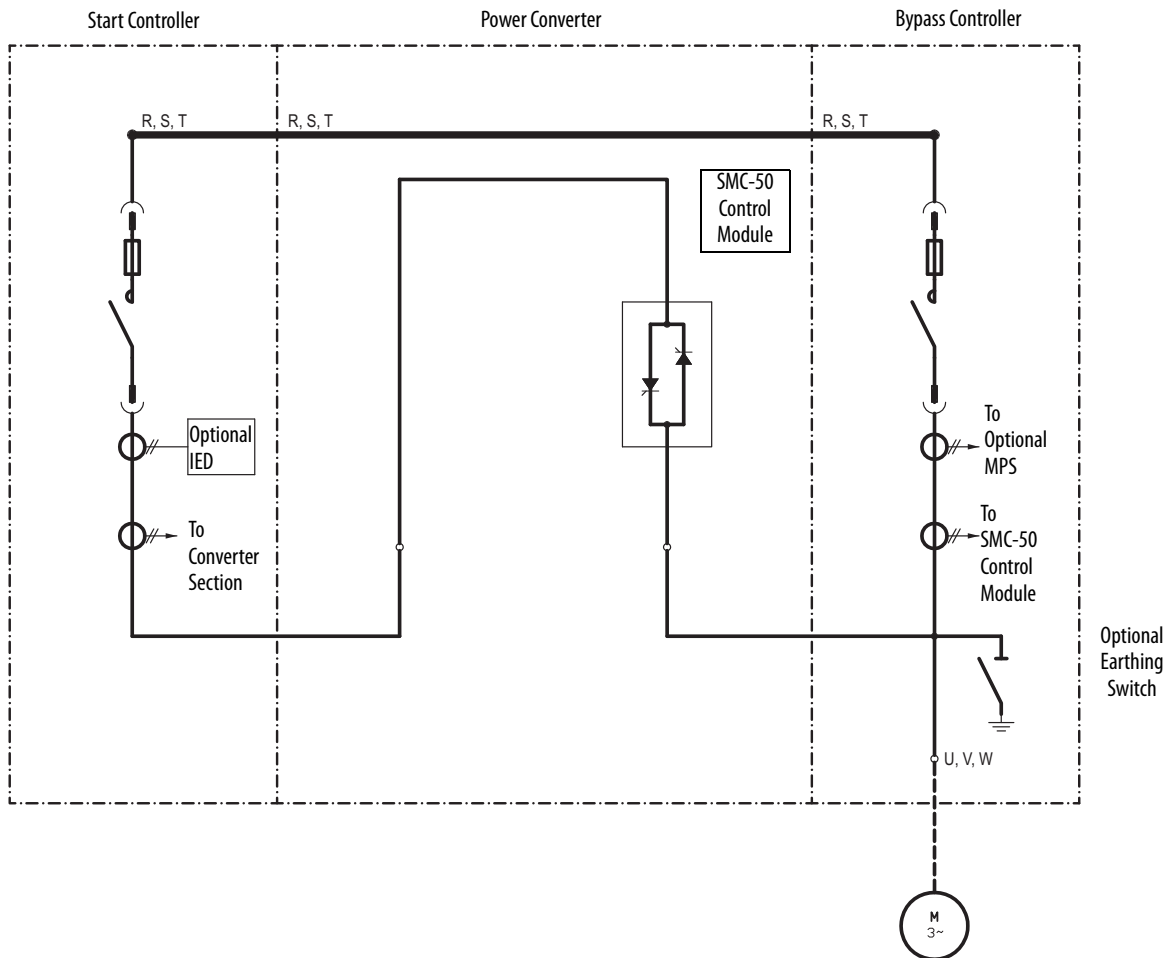 Start Controller
Power Converter
Bypass Controller
R, S, T
R, S, T
R, S, T
SMC-50
Control
Module
Optional
IED
To
Converter
Section
To
Optional
MPS
To
SMC-50
Control
Module
Optional
Earthing
Switch
U, V, W
M
3~